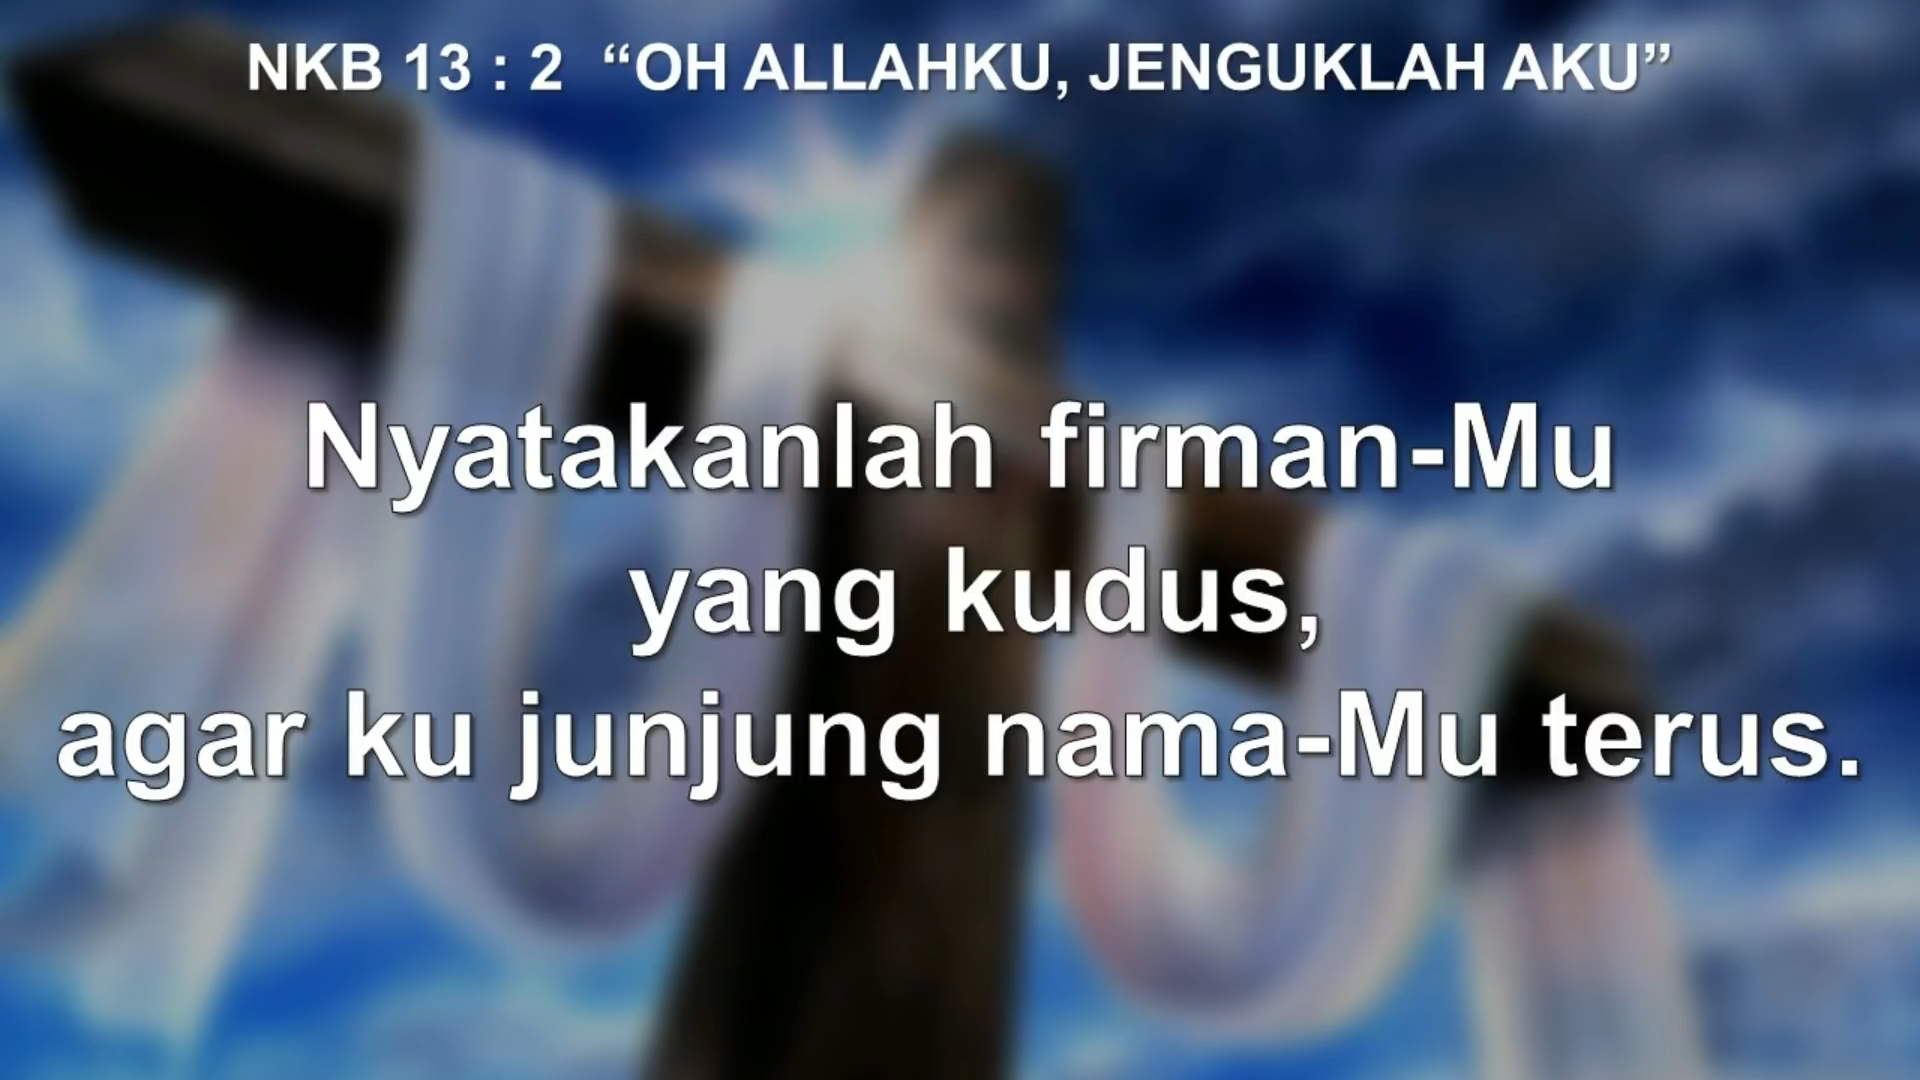 NKB 13 : 2 “OH ALLAHKU, JENGUKLAH AKU”
Nyatakanlah firman-Mu
yang kudus,
agar ku junjung nama-Mu terus.